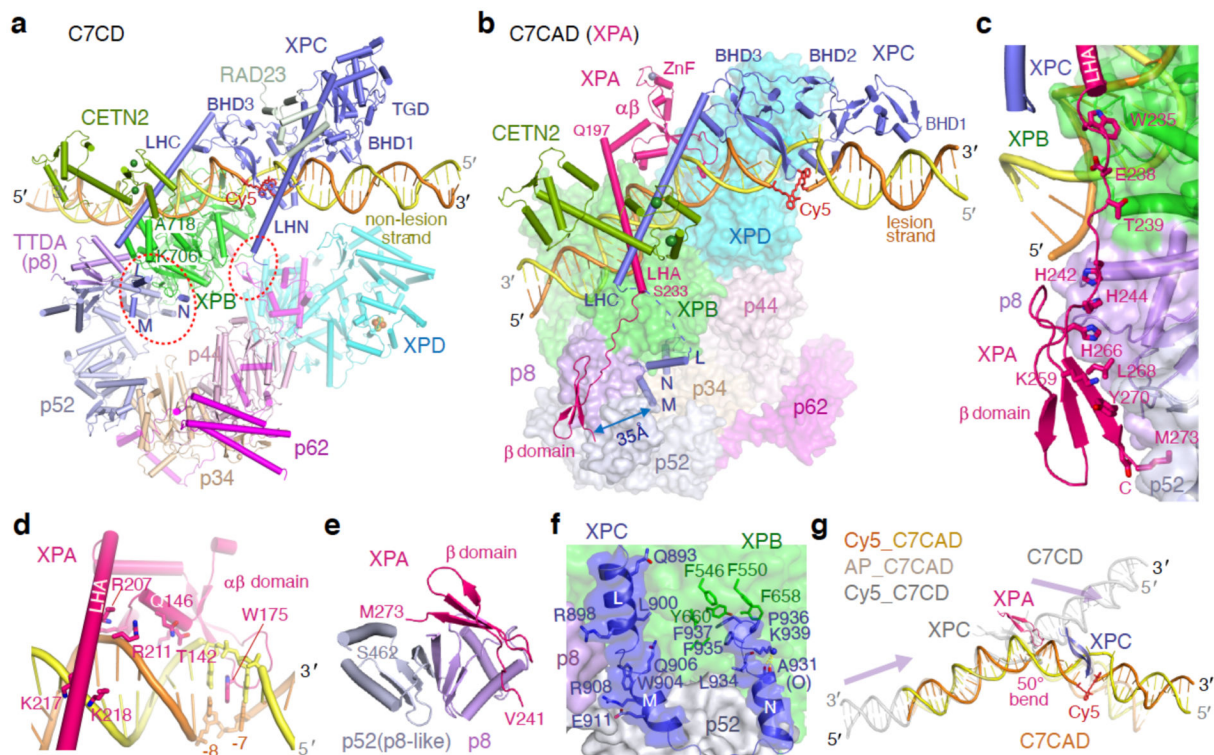 a
C7CD
XPC
RAD23
CETN2
BHD3
TGD
LHC
BHD1
5′
5′
Cy5
3′
A718
LHN
non-lesion
strand
TTDA
(p8)
K706
L
XPB
M
N
XPD
p44
p52
p62
p34
b
C7CAD (XPA)
ZnF
BHD3
BHD2
XPC
XPA
αβ
CETN2
Q197
BHD1
3′
Cy5
5′
XPD
lesion
strand
3′
LHA
LHC
S233
5′
XPB
p44
p8
L
N
p34
M
p62
35Å
β domain
p52
c
LHA
XPC
W235
XPB
E238
T239
5′
H242
p8
H244
XPA
H266
L268
K259
Y270
β domain
M273
C
p52
d
XPA
LHA
αβ domain
R207
Q146
W175
R211
T142
3′
K217
K218
-7
-8
5′
e
XPA
β domain
M273
S462
V241
p52(p8-like)
p8
f
XPC
XPB
Q893
F546
F550
L
L900
F658
R898
Y660
P936
F937
K939
p8
F935
Q906
A931
R908
W904
L934
(O)
M
E911
p52
N
g
Cy5_C7CAD
AP_C7CAD
Cy5_C7CD
C7CD
3′
5′
XPA
XPC
XPC
50°
bend
3′
3′
Cy5
5′
5′
C7CAD